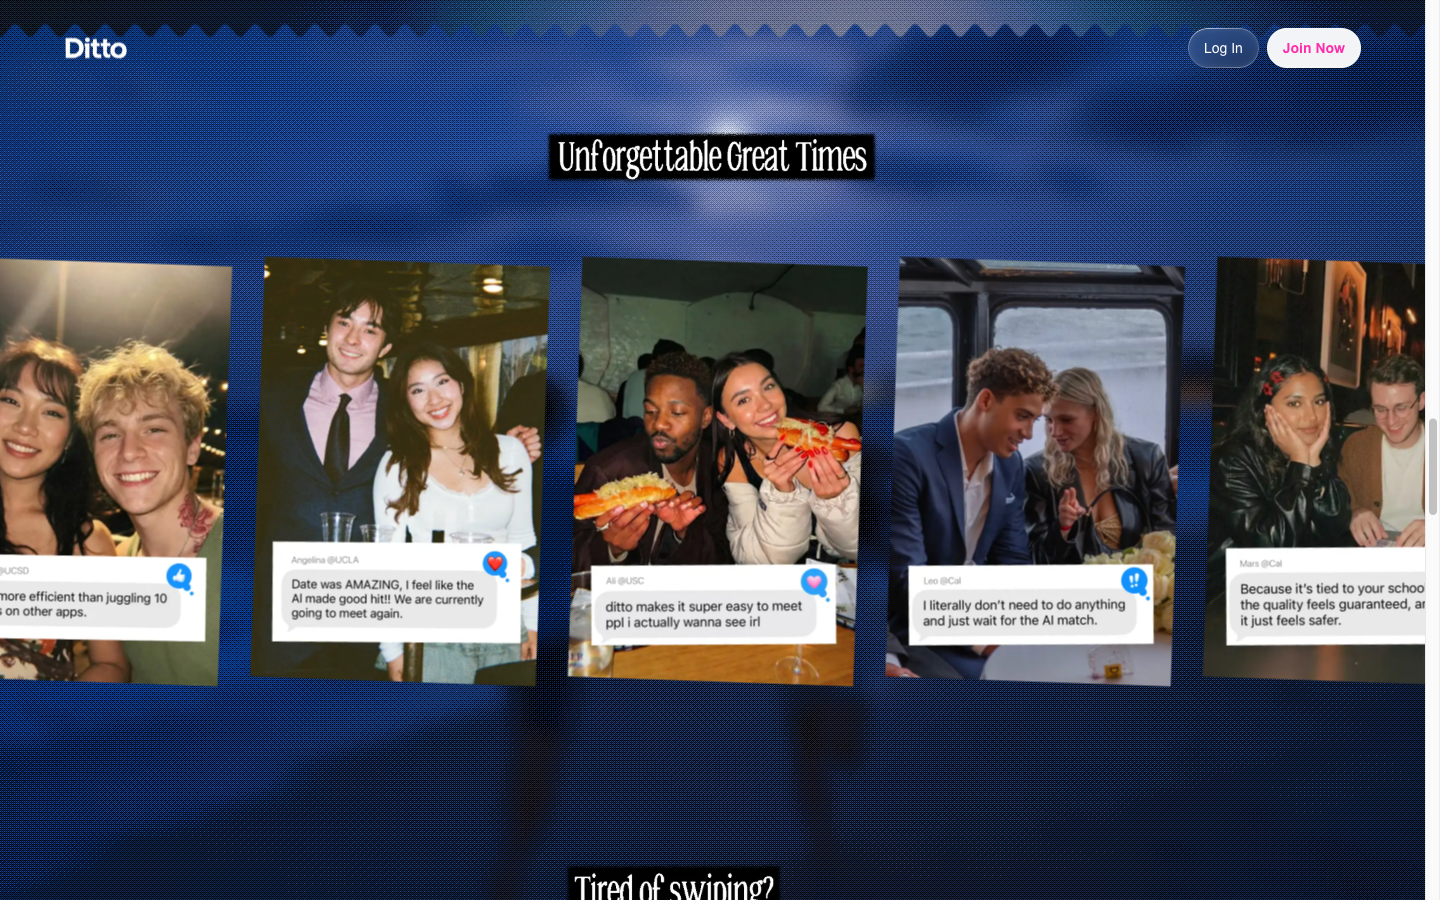 Ditto
Log In
Join Now
Unforgettable Great Times
@UCSD
more efficient than juggling 10
on other apps.
Angelina @UCLA
Date was AMAZING, I feel like the
AI made good hit!! We are currently
going to meet again.
Ali @USC
ditto makes it super easy to meet
ppl i actually wanna see irl
Leo @Cal
I literally don't need to do anything
and just wait for the AI match.
Mars @Cal
Because it's tied to your school
the quality feels guaranteed,
it just feels safer.
Tired of swiping?